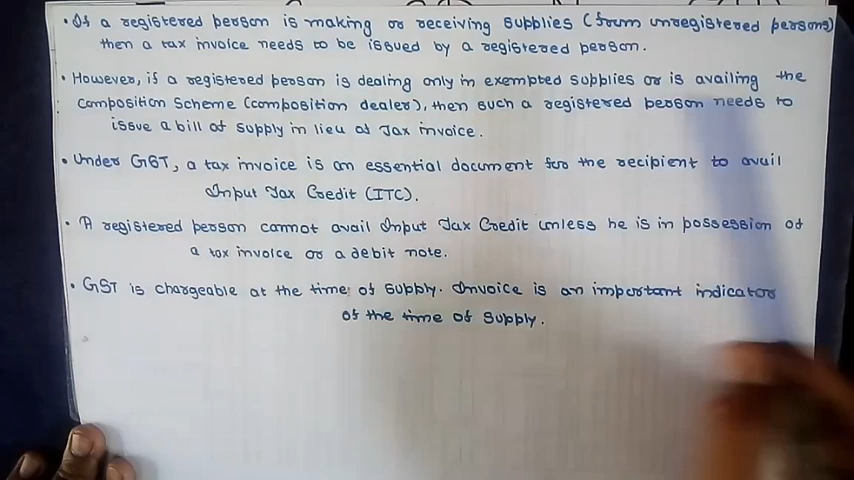 • If a registered person is making or receiving supplies (from unregistered persons)
then a tax invoice needs to be issued by a registered person.
• However, if a registered person is dealing only in exempted supplies or is availing the
composition scheme (composition dealer), then such a registered person needs to
issue a bill of supply in lieu of Tax invoice.
• Under GST, a tax invoice is an essential document for the recipient to avail
Input Tax Credit (ITC).
• A registered person cannot avail Input Tax Credit unless he is in possession of
a tax invoice or a debit note.
• GST is chargeable at the time of supply. Invoice is an important indicator
of the time of supply.